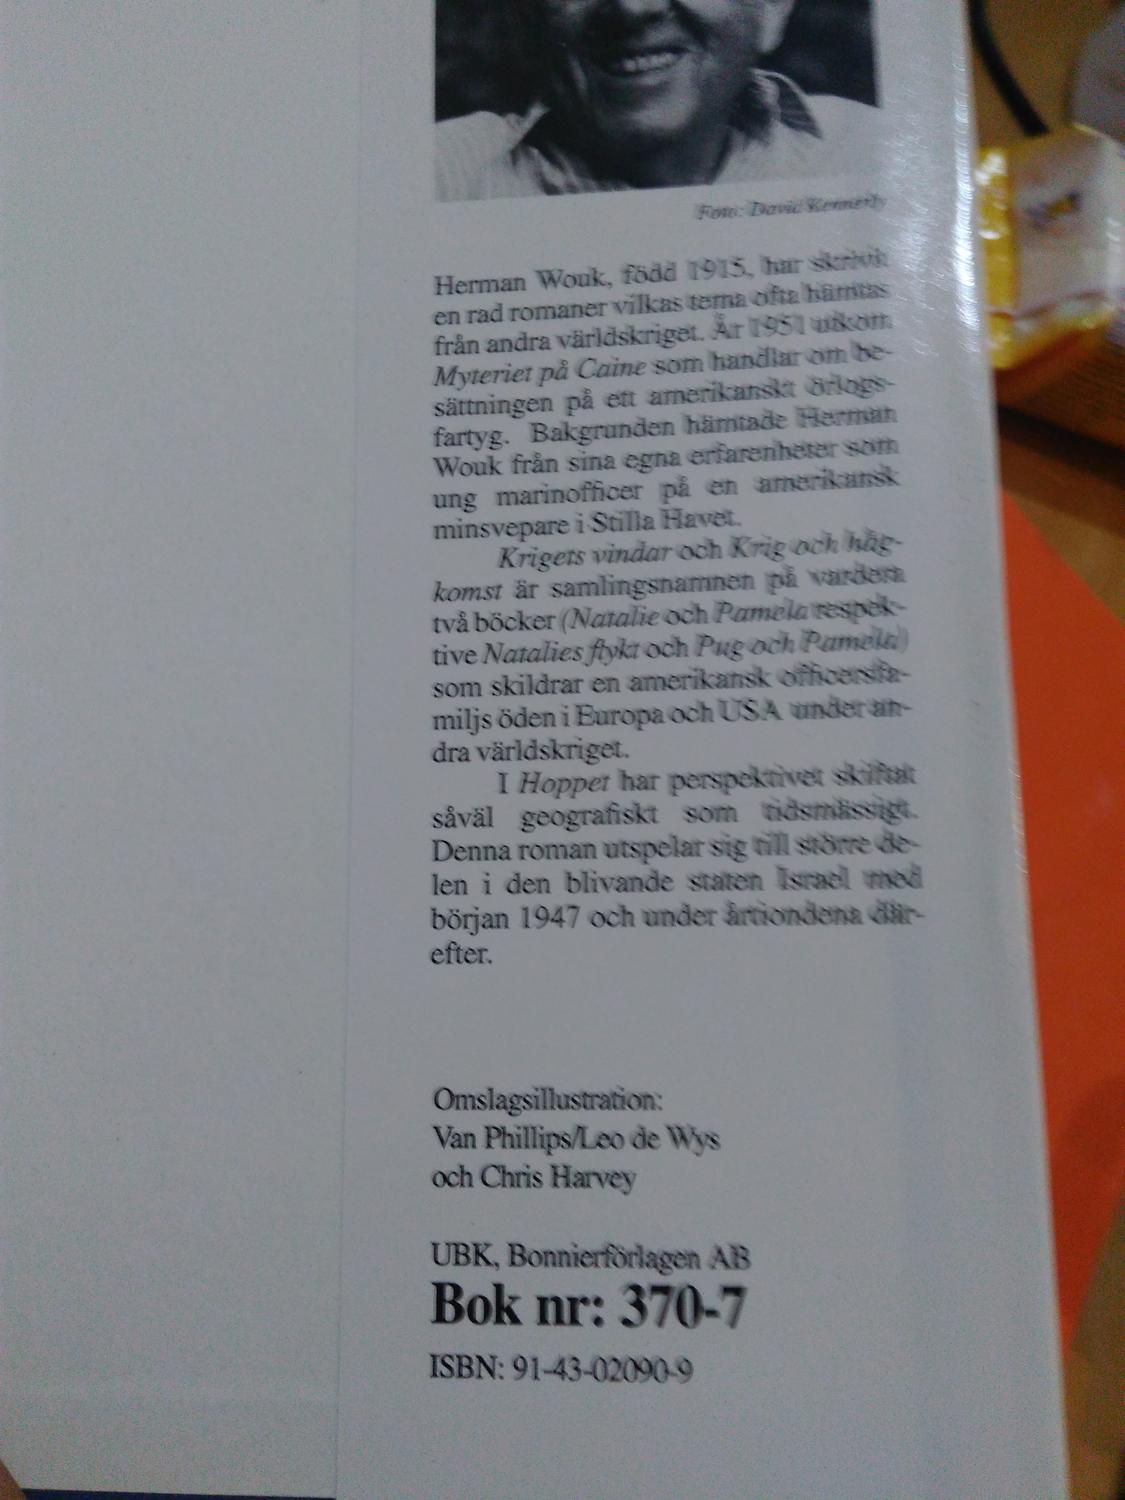 Foto: David Kennerly
Herman Wouk, född 1915, har skrivit
en rad romaner vilkas tema ofta hämtas
från andra världskriget. År 1951 utkom
Myteriet på Caine som handlar om be-
sättningen på ett amerikanskt örlogs-
fartyg. Bakgrunden hämtade Herman
Wouk från sina egna erfarenheter som
ung marinofficer på en amerikansk
minsvepare i Stilla Havet.
Krigets vindar och Krig och håg-
komst är samlingsnamnen på vardera
två böcker (Natalie och Pamela respek-
tive Natalies flykt och Pug och Pamela)
som skildrar en amerikansk officersfa-
miljs öden i Europa och USA under an-
dra världskriget.
I Hoppet har perspektivet skiftat
såväl geografiskt som tidsmässigt.
Denna roman utspelar sig till större de-
len i den blivande staten Israel med
början 1947 och under årtiondena där-
efter.
Omslagsillustration:
Van Phillips/Leo de Wys
och Chris Harvey
UBK, Bonnierförlagen AB
Bok nr: 370-7
ISBN: 91-43-02090-9